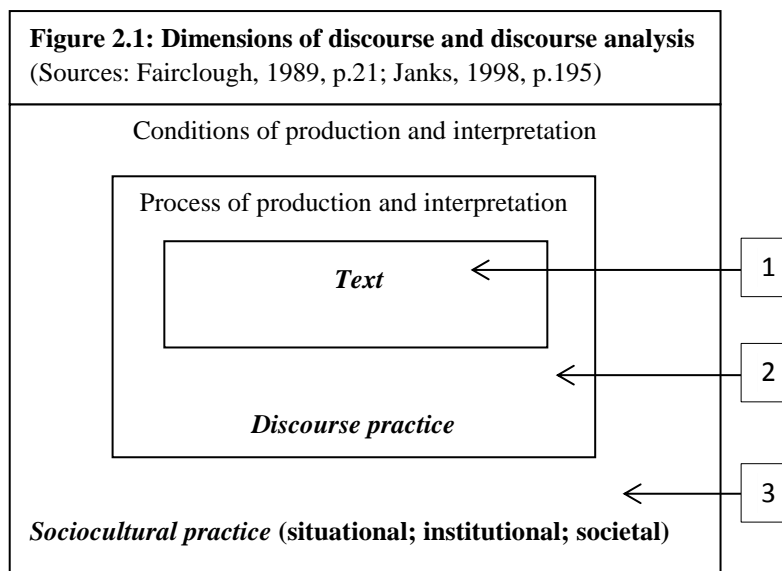 Figure 2.1: Dimensions of discourse and discourse analysis
(Sources: Fairclough, 1989, p.21; Janks, 1998, p.195)
Conditions of production and interpretation
Process of production and interpretation
Text
1
2
Discourse practice
3
Sociocultural practice (situational; institutional; societal)